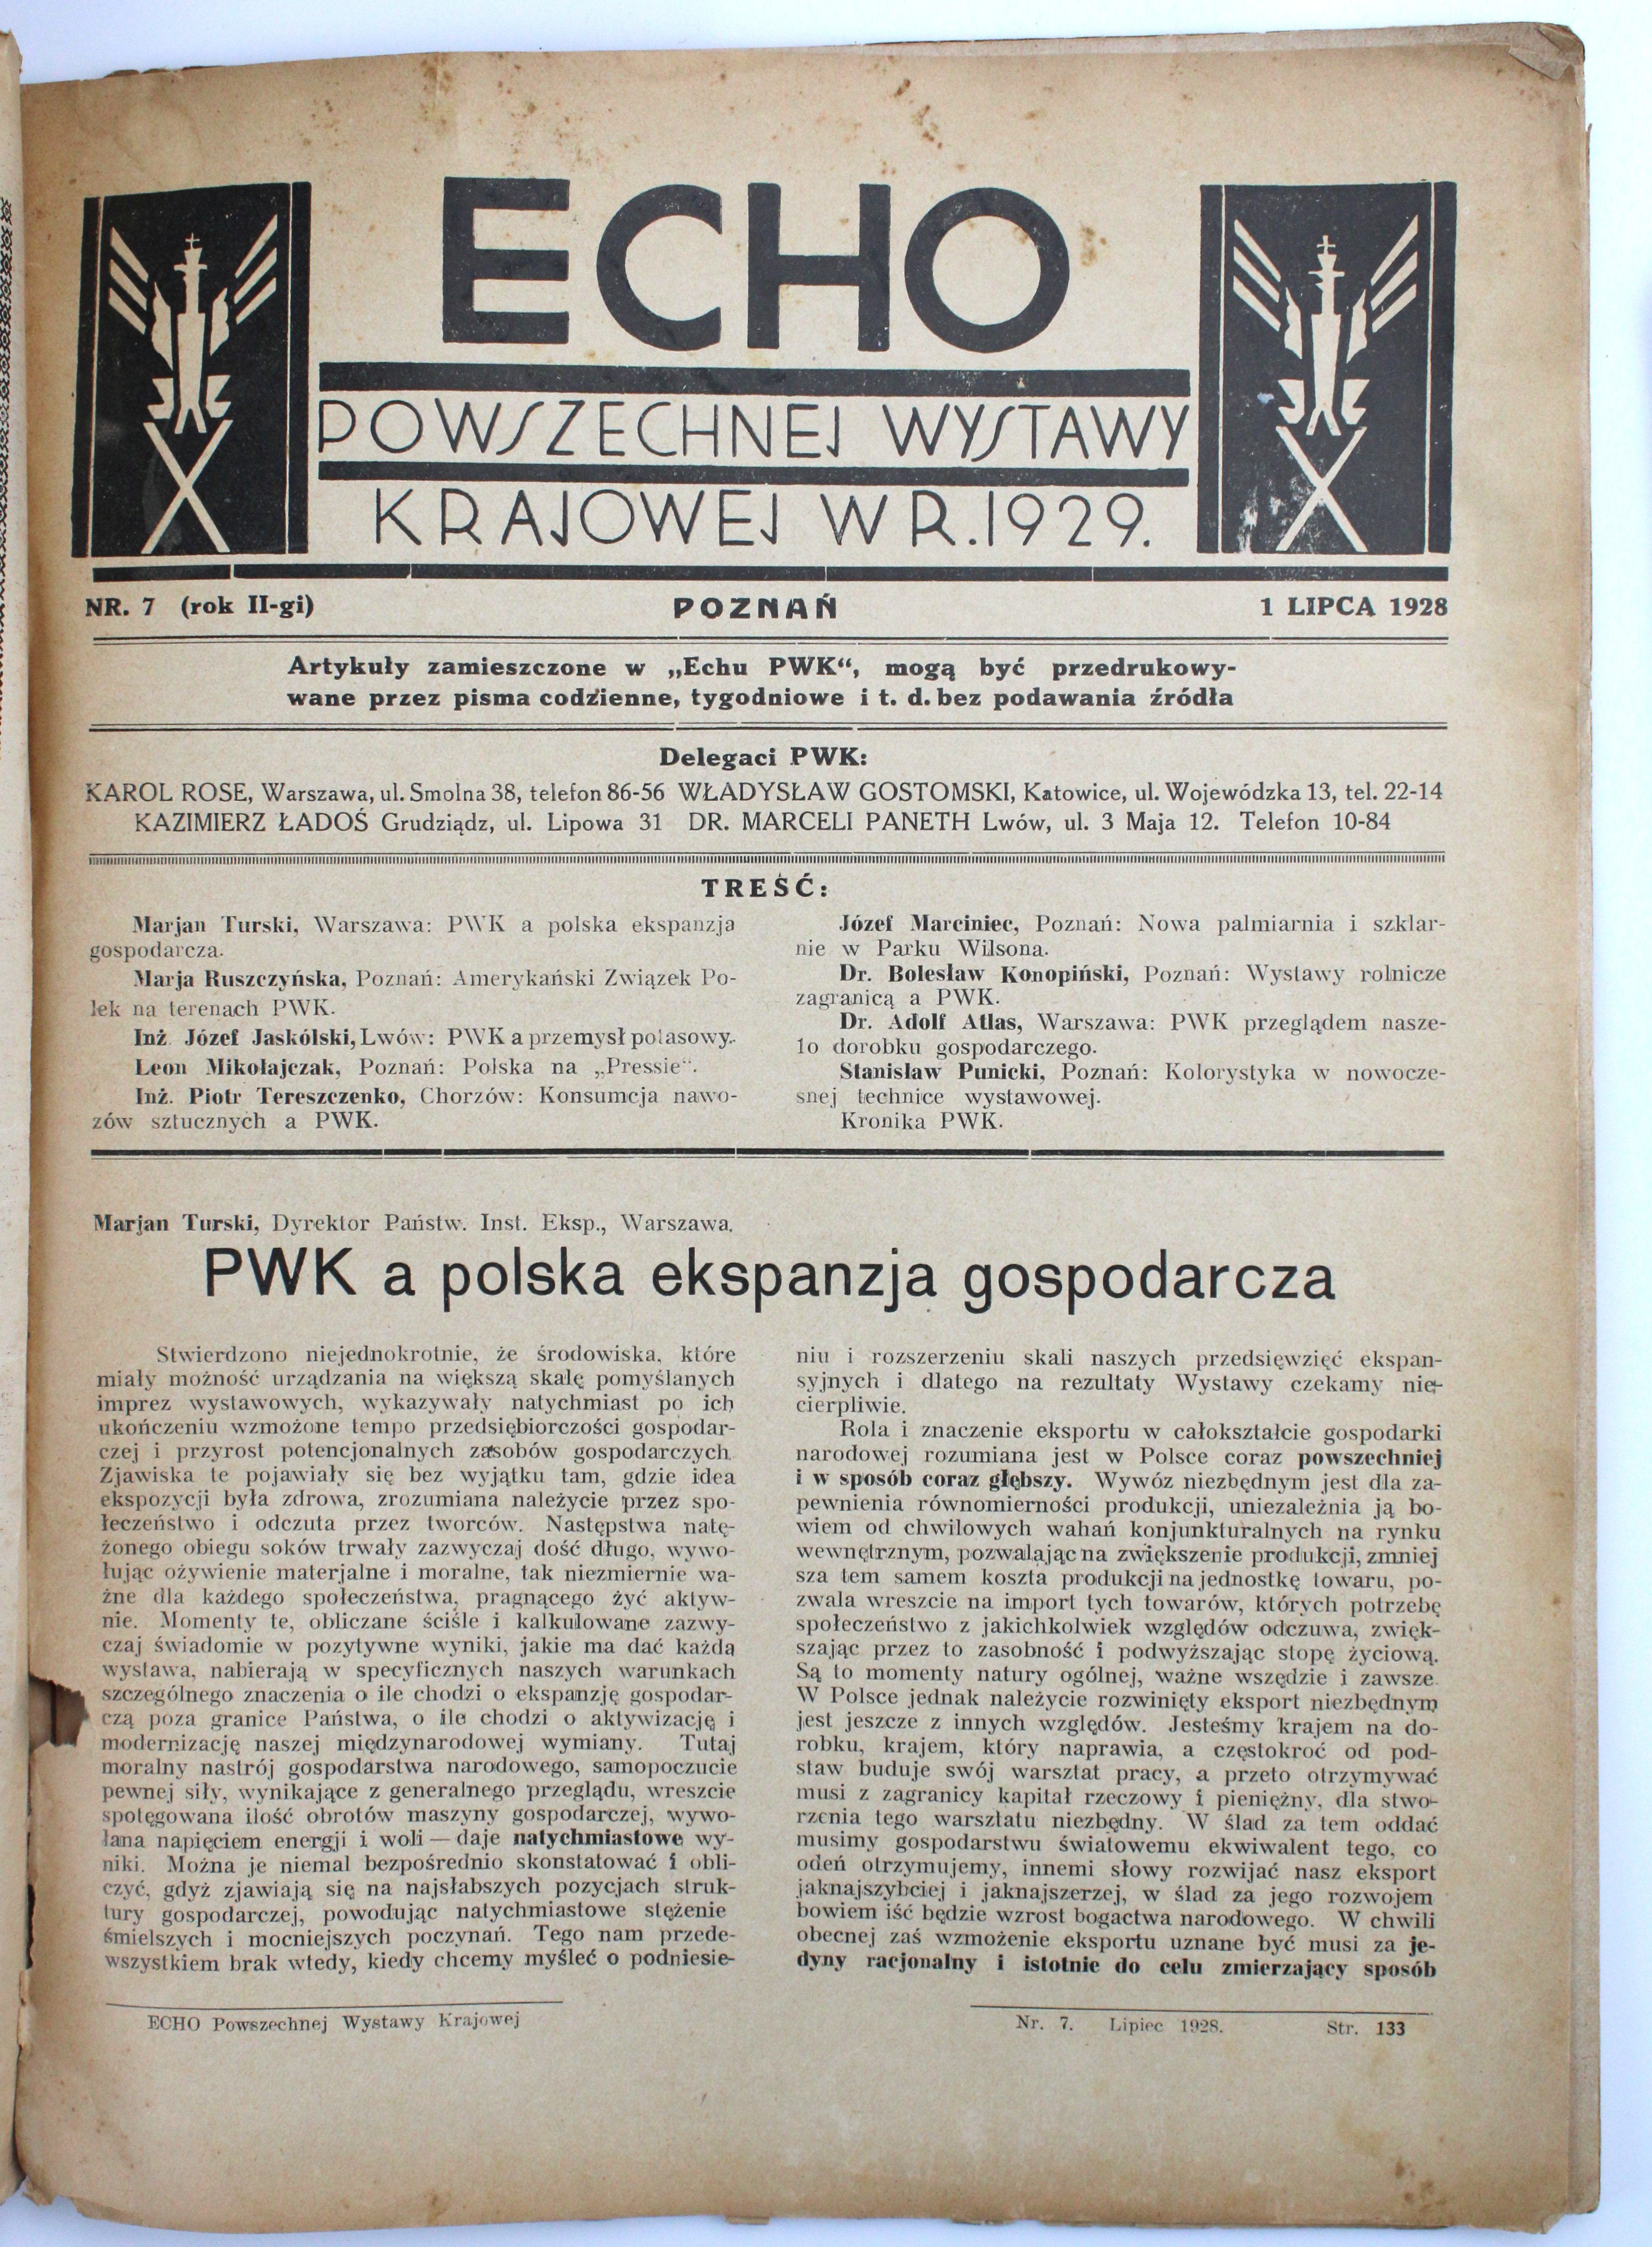 ECHO
POWSZECHNEJ WYSTAWY
KRAJOWEJ W R. 1929.
NR. 7 (rok II-gi)
POZNAŃ
1 LIPCA 1928
Artykuły zamieszczone w „Echu PWK“, mogą być przedrukowy-
wane przez pisma codzienne, tygodniowe i t. d. bez podawania źródła
Delegaci PWK:
KAROL ROSE, Warszawa, ul. Smolna 38, telefon 86-56 WŁADYSŁAW GOSTOMSKI, Katowice, ul. Wojewódzka 13, tel. 22-14
KAZIMIERZ ŁADOŚ Grudziądz, ul. Lipowa 31 DR. MARCELI PANETH Lwów, ul. 3 Maja 12. Telefon 10-84
TREŚĆ:
Marjan Turski, Warszawa: PWK a polska ekspanzja
gospodarcza.
Marja Ruszczyńska, Poznań: Amerykański Związek Po-
lek na terenach PWK.
Inż. Józef Jaskólski, Lwów: PWK a przemysł potasowy.
Leon Mikołajczak, Poznań: Polska na „Pressie“.
Inż. Piotr Tereszczenko, Chorzów: Konsumcja nawo-
zów sztucznych a PWK.
Józef Marciniec, Poznań: Nowa palmiarnia i szklar-
nie w Parku Wilsona.
Dr. Bolesław Konopiński, Poznań: Wystawy rolnicze
zagranicą a PWK.
Dr. Adolf Atlas, Warszawa: PWK przeglądem nasze-
1o dorobku gospodarczego.
Stanisław Punicki, Poznań: Kolorystyka w nowocze-
snej technice wystawowej.
Kronika PWK.
Marjan Turski, Dyrektor Państw. Inst. Eksp., Warszawa.
PWK a polska ekspanzja gospodarcza
Stwierdzono niejednokrotnie, że środowiska, które
miały możność urządzania na większą skalę pomyślanych
imprez wystawowych, wykazywały natychmiast po ich
ukończeniu wzmożone tempo przedsiębiorczości gospodar-
czej i przyrost potencjonalnych zasobów gospodarczych.
Zjawiska te pojawiały się bez wyjątku tam, gdzie idea
ekspozycji była zdrowa, zrozumiana należycie przez spo-
łeczeństwo i odczuta przez tworców. Następstwa natę-
żonego obiegu soków trwały zazwyczaj dość długo, wywo-
łując ożywienie materjalne i moralne, tak niezmiernie wa-
żne dla każdego społeczeństwa, pragnącego żyć aktyw-
nie. Momenty te, obliczane ściśle i kalkulowane zazwy-
czaj świadomie w pozytywne wyniki, jakie ma dać każda
wystawa, nabierają w specyficznych naszych warunkach
szczególnego znaczenia o ile chodzi o ekspanzję gospodar-
czą poza granice Państwa, o ile chodzi o aktywizację i
modernizację naszej międzynarodowej wymiany. Tutaj
moralny nastrój gospodarstwa narodowego, samopoczucie
pewnej siły, wynikające z generalnego przeglądu, wreszcie
spotęgowana ilość obrotów maszyny gospodarczej, wywo-
łana napięciem energji i woli — daje natychmiastowe wy-
niki. Można je niemal bezpośrednio skonstatować i obli-
czyć, gdyż zjawiają się na najsłabszych pozycjach struk-
tury gospodarczej, powodując natychmiastowe stężenie
śmielszych i mocniejszych poczynań. Tego nam przede-
wszystkiem brak wtedy, kiedy chcemy myśleć o podniesie-
niu i rozszerzeniu skali naszych przedsięwzięć ekspan-
syjnych i dlatego na rezultaty Wystawy czekamy nie-
cierpliwie.
Rola i znaczenie eksportu w całokształcie gospodarki
narodowej rozumiana jest w Polsce coraz powszechniej
i w sposób coraz głębszy. Wywóz niezbędnym jest dla za-
pewnienia równomierności produkcji, uniezależnia ją bo-
wiem od chwilowych wahań konjunkturalnych na rynku
wewnętrznym, pozwalając na zwiększenie produkcji, zmniej
sza tem samem koszta produkcji na jednostkę towaru, po-
zwala wreszcie na import tych towarów, których potrzebę
społeczeństwo z jakichkolwiek względów odczuwa, zwięk-
szając przez to zasobność i podwyższając stopę życiową.
Są to momenty natury ogólnej, ważne wszędzie i zawsze.
W Polsce jednak należycie rozwinięty eksport niezbędnym
jest jeszcze z innych względów. Jesteśmy krajem na do-
robku, krajem, który naprawia, a częstokroć od pod-
staw buduje swój warsztat pracy, a przeto otrzymywać
musi z zagranicy kapitał rzeczowy i pieniężny, dla stwo-
rzenia tego warsztatu niezbędny. W ślad za tem oddać
musimy gospodarstwu światowemu ekwiwalent tego, co
odeń otrzymujemy, innemi słowy rozwijać nasz eksport
jaknajszybciej i jaknajszerzej, w ślad za jego rozwojem
bowiem iść będzie wzrost bogactwa narodowego. W chwili
obecnej zaś wzmożenie eksportu uznane być musi za je-
dyny racjonalny i istotnie do celu zmierzający sposób
ECHO Powszechnej Wystawy Krajowej
Nr. 7. Lipiec 1928. Str. 133